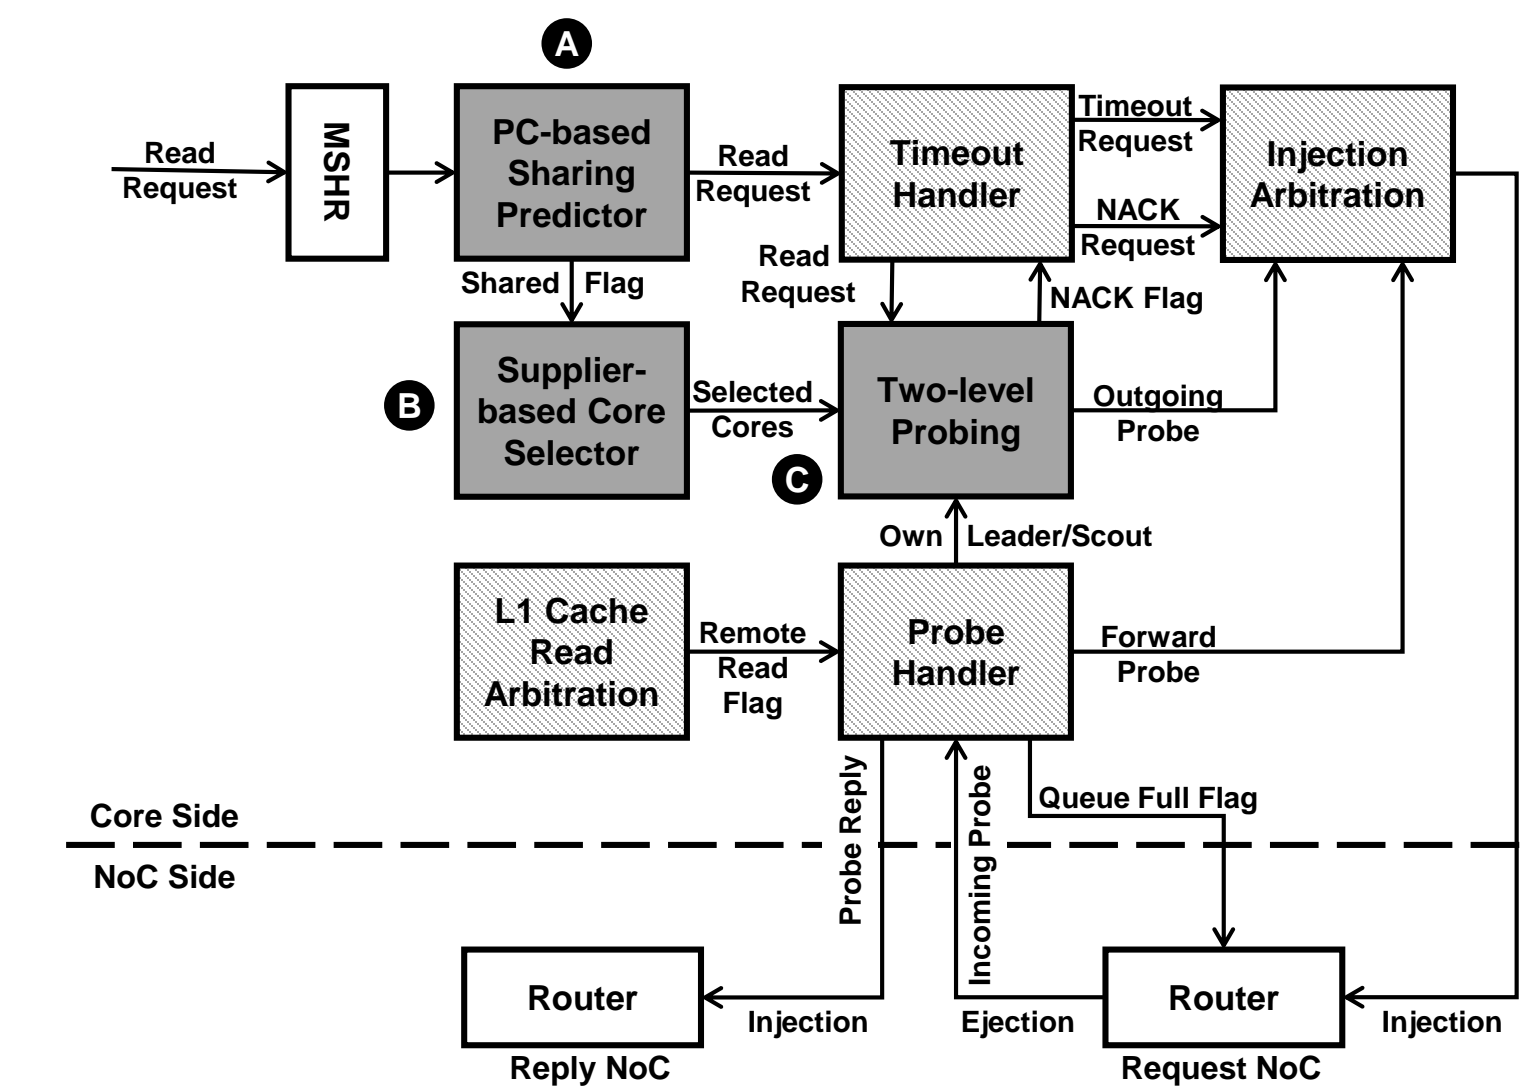 A
Read
Request
MSHR
PC-based
Sharing
Predictor
Read
Request
Timeout
Handler
Timeout
Request
NACK
Request
Injection
Arbitration
Shared Flag
Read
Request
NACK Flag
B
Supplier-
based Core
Selector
Selected
Cores
Two-level
Probing
C
Outgoing
Probe
Own Leader/Scout
L1 Cache
Read
Arbitration
Remote
Read
Flag
Probe
Handler
Forward
Probe
Probe Reply
Incoming Probe
Queue Full Flag
Core Side
NoC Side
Router
Injection
Ejection
Router
Injection
Reply NoC
Request NoC